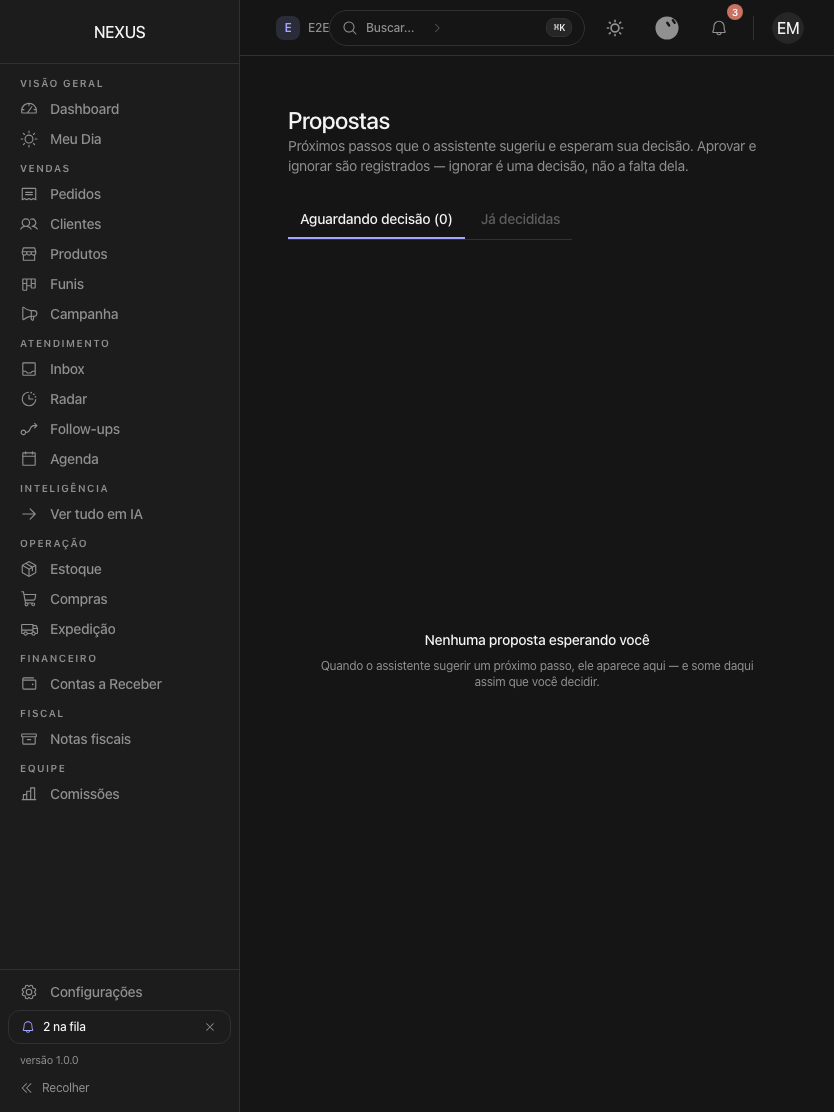 NEXUS
E
E2E
Buscar...
⌘K
3
EM
VISÃO GERAL
Dashboard
Meu Dia
VENDAS
Pedidos
Clientes
Produtos
Funis
Campanha
ATENDIMENTO
Inbox
Radar
Follow-ups
Agenda
INTELIGÊNCIA
Ver tudo em IA
OPERAÇÃO
Estoque
Compras
Expedição
FINANCEIRO
Contas a Receber
FISCAL
Notas fiscais
EQUIPE
Comissões
Configurações
2 na fila
versão 1.0.0
Recolher
Propostas
Próximos passos que o assistente sugeriu e esperam sua decisão. Aprovar e
ignorar são registrados — ignorar é uma decisão, não a falta dela.
Aguardando decisão (0)
Já decididas
Nenhuma proposta esperando você
Quando o assistente sugerir um próximo passo, ele aparece aqui — e some daqui
assim que você decidir.